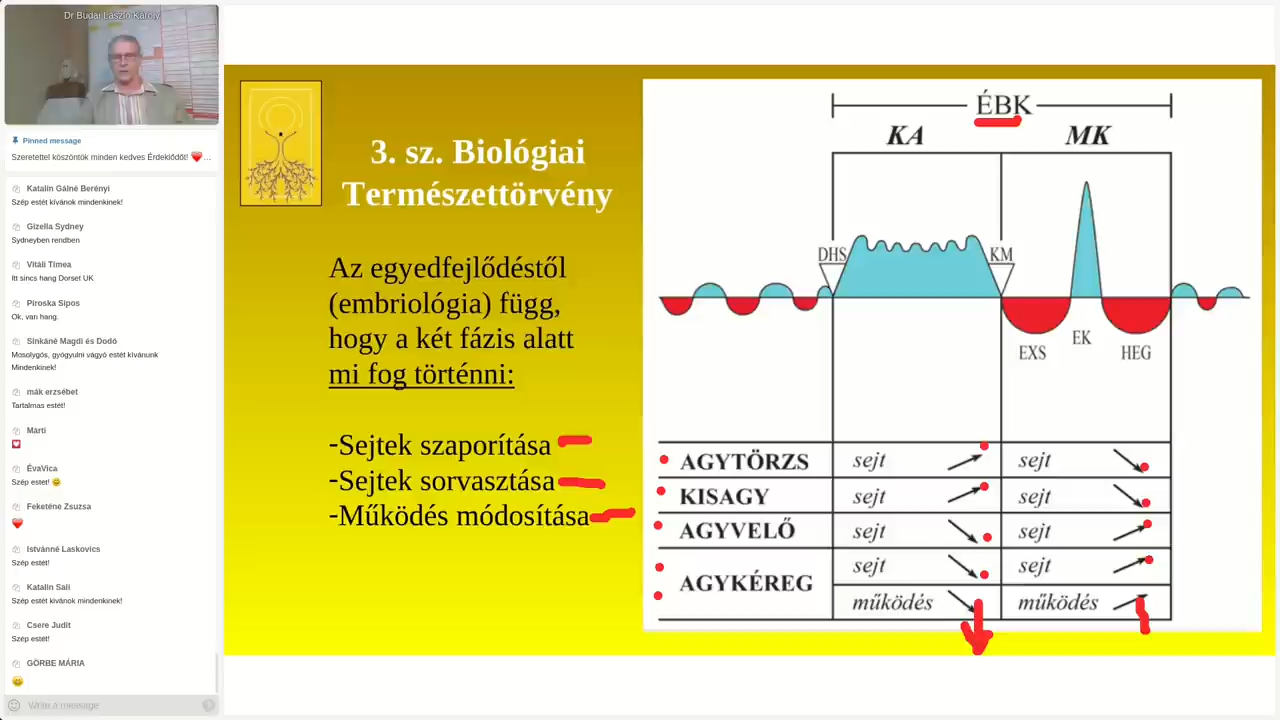 Dr Budai László Károly
Pinned message
Szeretettel köszöntök minden kedves Érdeklődőt! ❤️...
Katalin Gálné Berényi
Szép estét kívánok mindenkinek!
Gizella Sydney
Sydneyben rendben
Vitáli Tímea
Itt sincs hang Dorset UK
Piroska Sípos
Ok, van hang.
Sinkáné Magdi és Dodó
Mosolygós, gyógyulni vágyó estét kívánunk
Mindenkinek!
mák erzsébet
Tartalmas estét!
Márti
ÉvaVica
Szép estet!
Feketéné Zsuzsa
Istvánné Laskovics
Szép estét!
Katalin Sali
Szép estét kívánok mindenkinek!
Csere Judit
Szép estét!
GÖRBE MÁRIA
Write a message
3. sz. Biológiai
Természettörvény
Az egyedfejlődéstől
(embriológia) függ,
hogy a két fázis alatt
mi fog történni:
-Sejtek szaporítása
-Sejtek sorvasztása
-Működés módosítása
ÉBK
KA MK
DHS KM
EXS EK HEG
AGYTÖRZS sejt sejt
KISAGY sejt sejt
AGYVELŐ sejt sejt
AGYKÉREG sejt sejt
működés működés